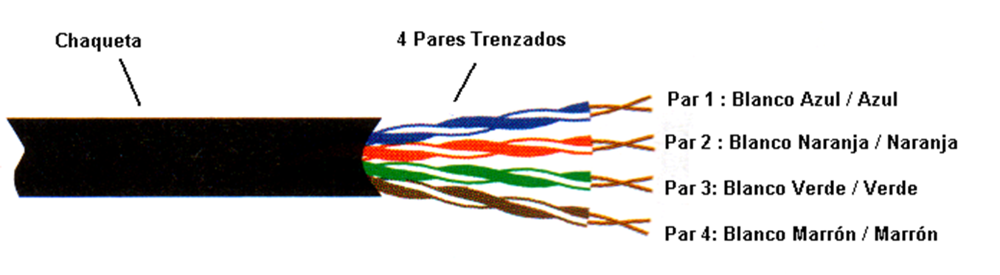 Chaqueta
4 Pares Trenzados
Par 1 : Blanco Azul / Azul
Par 2 : Blanco Naranja / Naranja
Par 3: Blanco Verde / Verde
Par 4: Blanco Marrón / Marrón